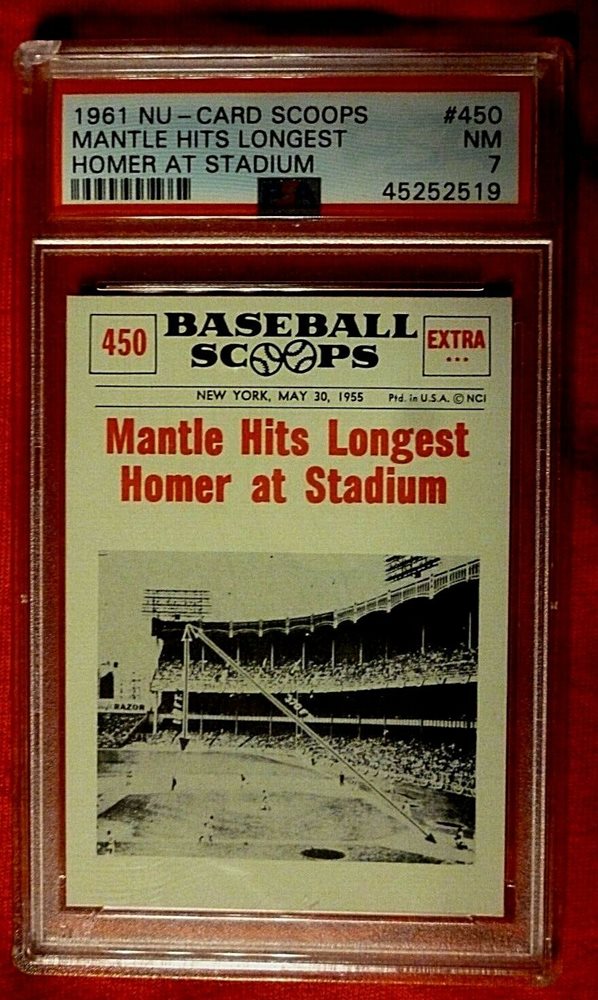 1961 NU-CARD SCOOPS #450
MANTLE HITS LONGEST NM
HOMER AT STADIUM 7
45252519
450 BASEBALL SCOOPS EXTRA
NEW YORK, MAY 30, 1955 Ptd. in U.S.A. © NCI
Mantle Hits Longest
Homer at Stadium
RAZOR